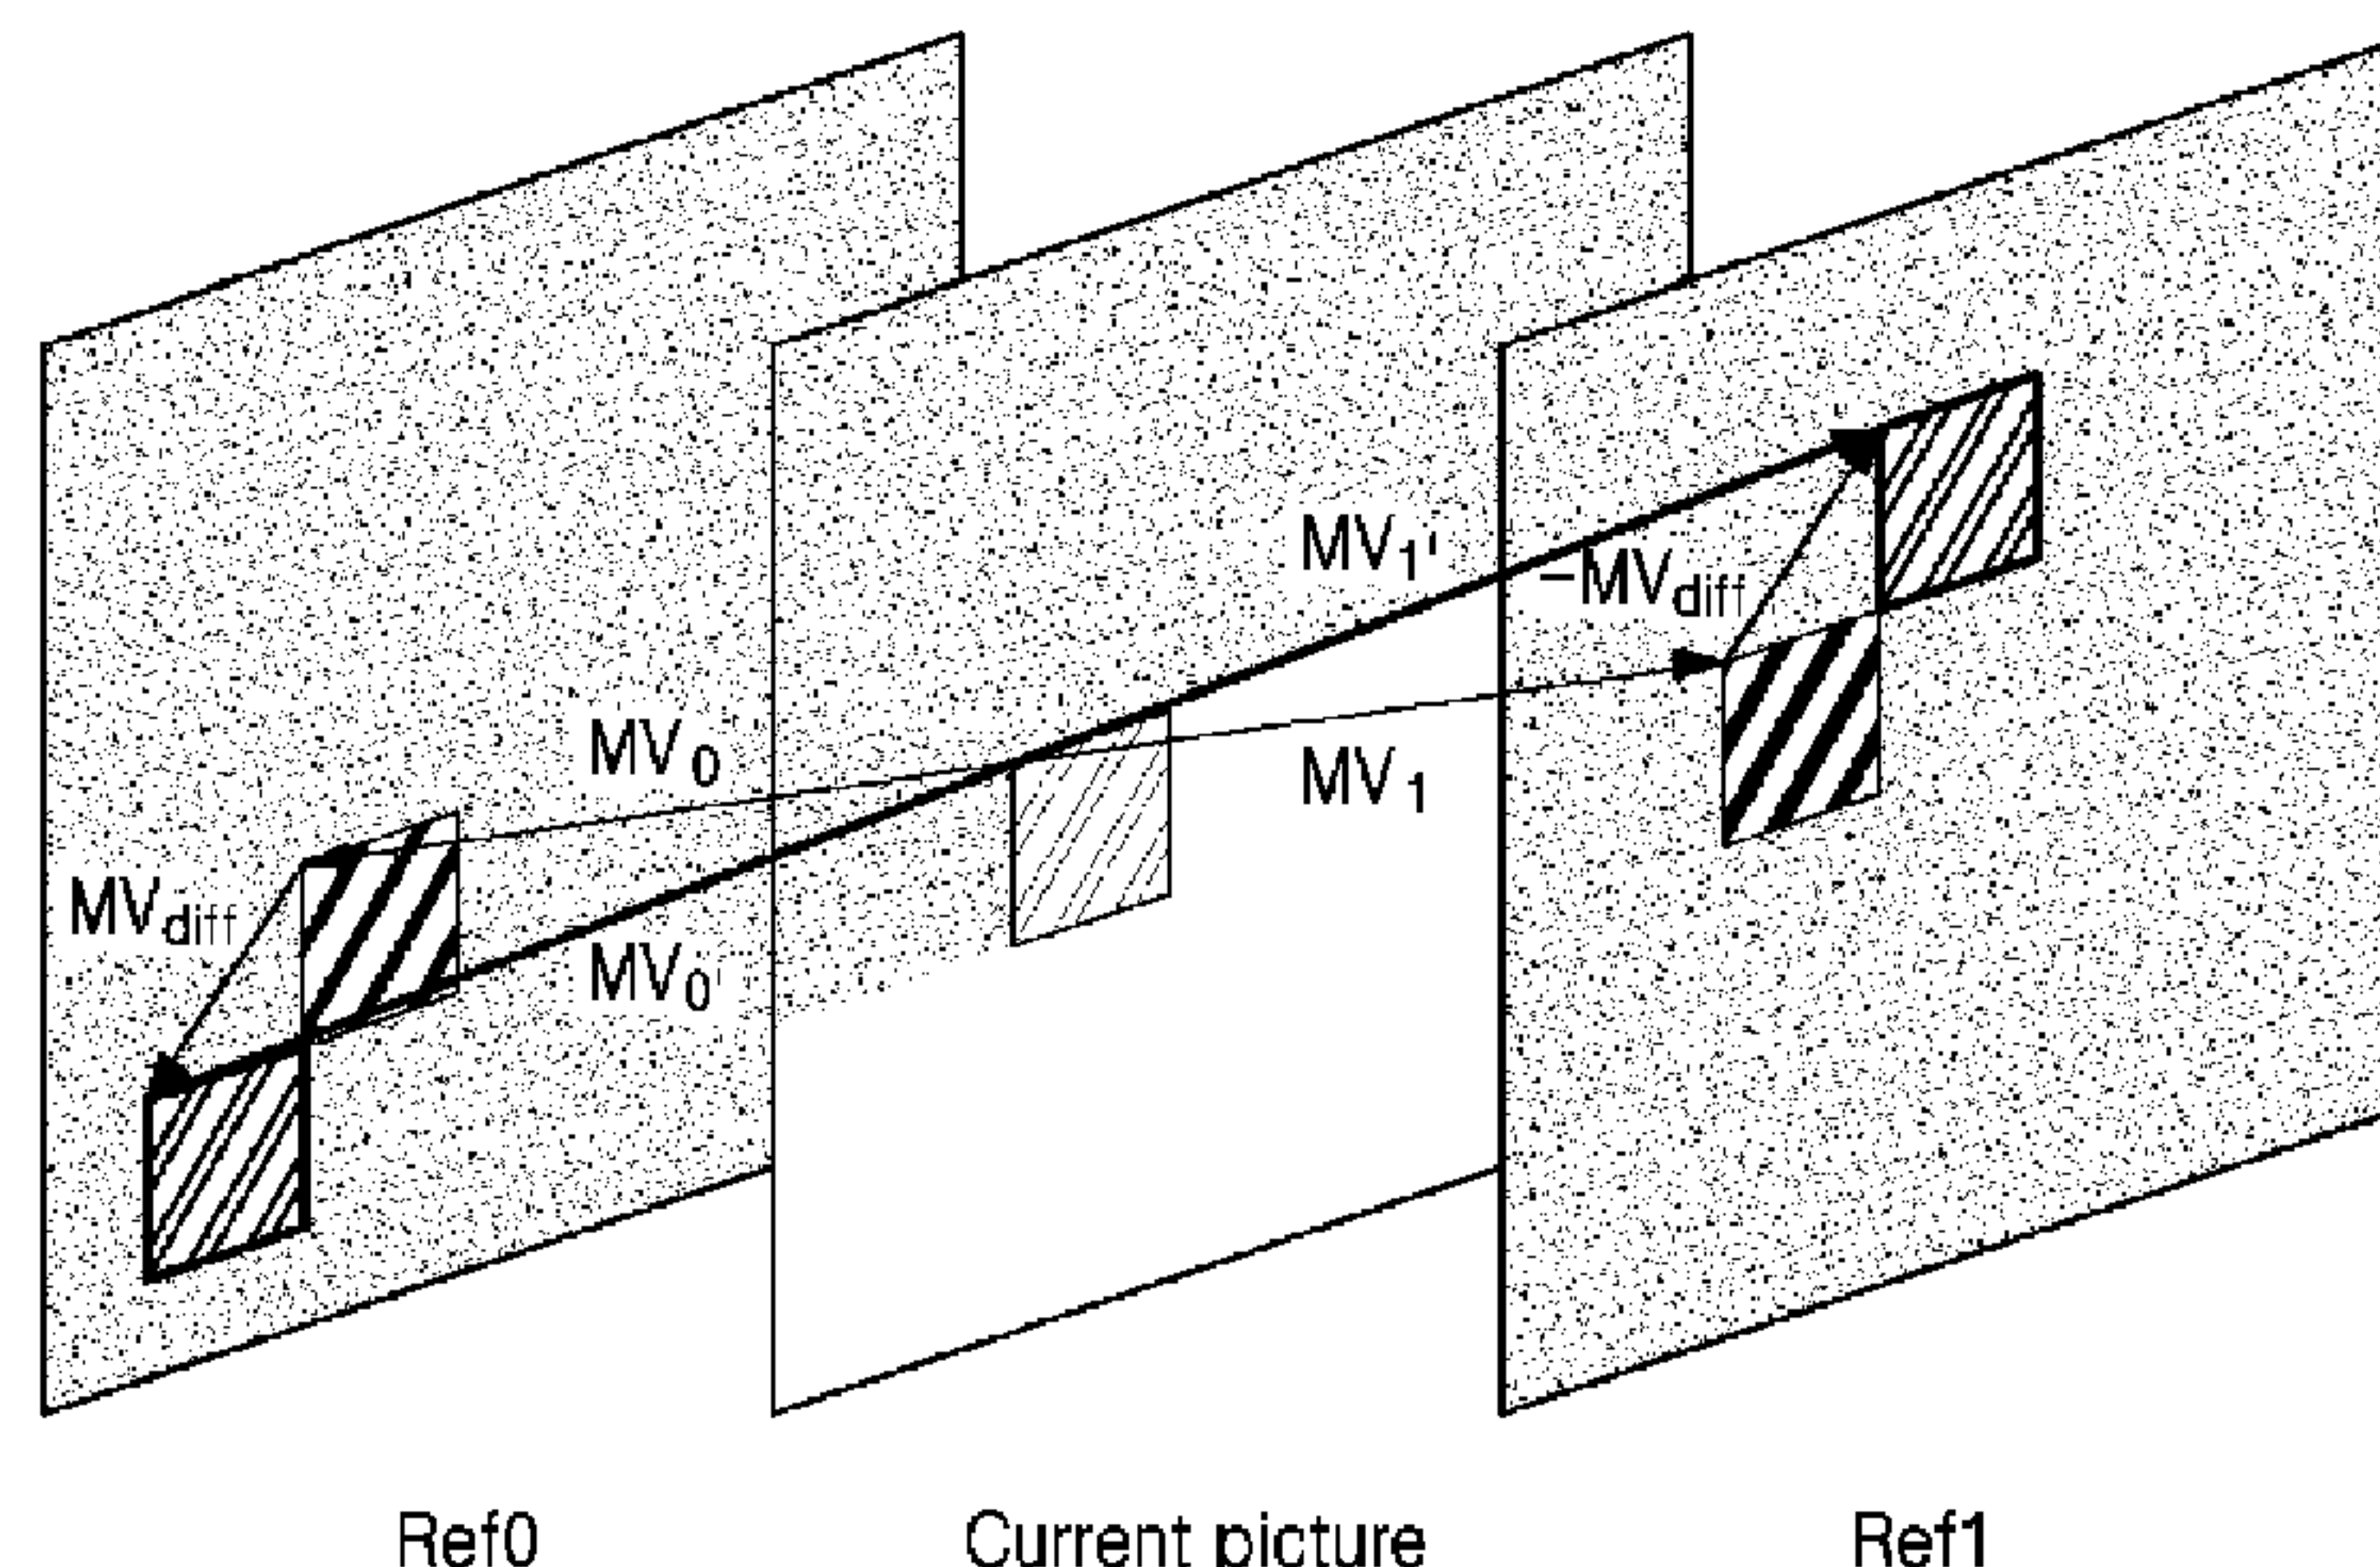 MV1'
-MVdiff
MV0
MV1
MVdiff
MV0'
Ref0
Current picture
Ref1